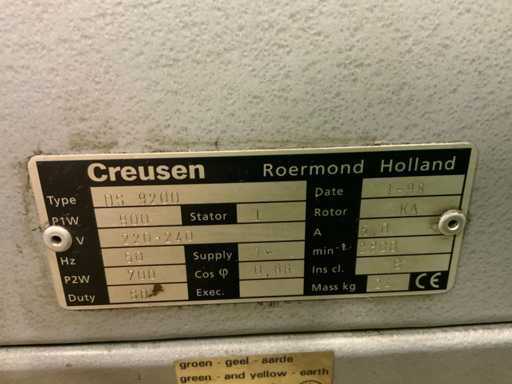 Creusen Roermond Holland
Type DS 9200 Date 1-98
P1W 900 Stator L Rotor KA
V 220-240 A
Hz 50 Supply min-1
P2W 700 Cos φ 0,88 Ins cl.
Duty Exec. Mass kg CE
groen - geel - aarde
green - and yellow - earth